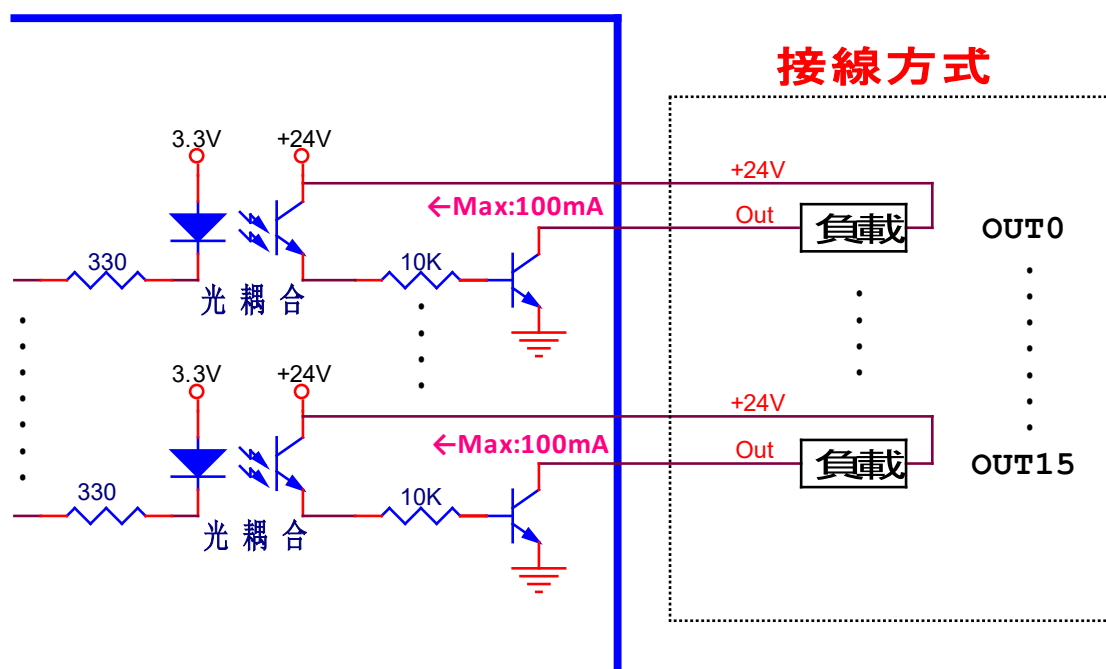 接線方式
3.3V
+24V
+24V
←Max:100mA
Out
負載
OUT0
330
10K
光耦合
3.3V
+24V
+24V
←Max:100mA
Out
負載
OUT15
330
10K
光耦合